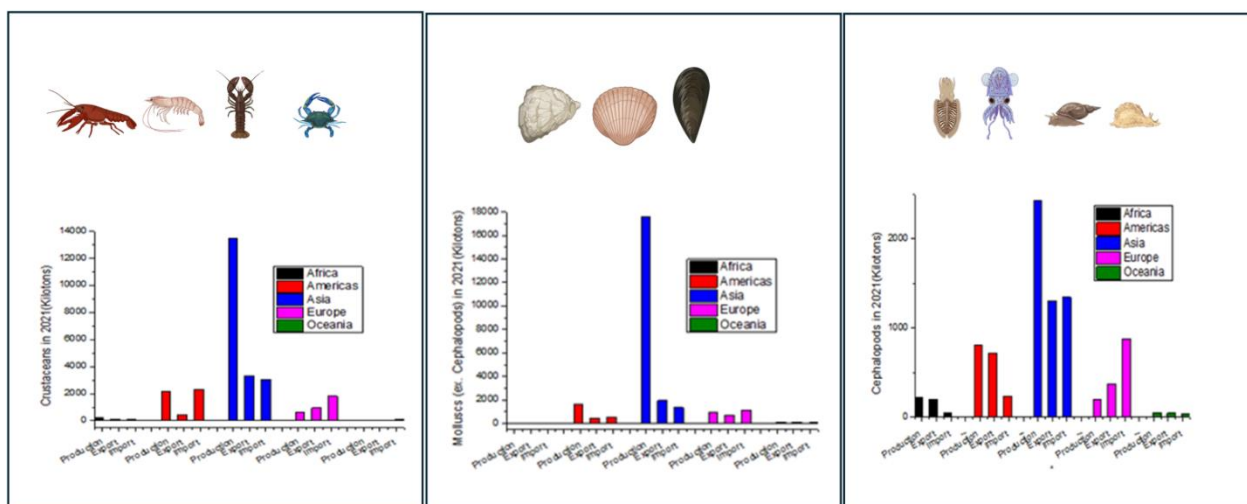 Crustaceans in 2021(Kilotons)
14000
12000
10000
8000
6000
4000
2000
0
Africa
Americas
Asia
Europe
Oceania
Production
Export
Import
Production
Export
Import
Production
Export
Import
Production
Export
Import
Production
Export
Import
Molluscs (ex. Cephalopods) in 2021(Kilotons)
18000
16000
14000
12000
10000
8000
6000
4000
2000
0
Africa
Americas
Asia
Europe
Oceania
Production
Export
Import
Production
Export
Import
Production
Export
Import
Production
Export
Import
Production
Export
Import
Cephalopods in 2021(Kilotons)
2000
1000
0
Africa
Americas
Asia
Europe
Oceania
Production
Export
Import
Production
Export
Import
Production
Export
Import
Production
Export
Import
Production
Export
Import